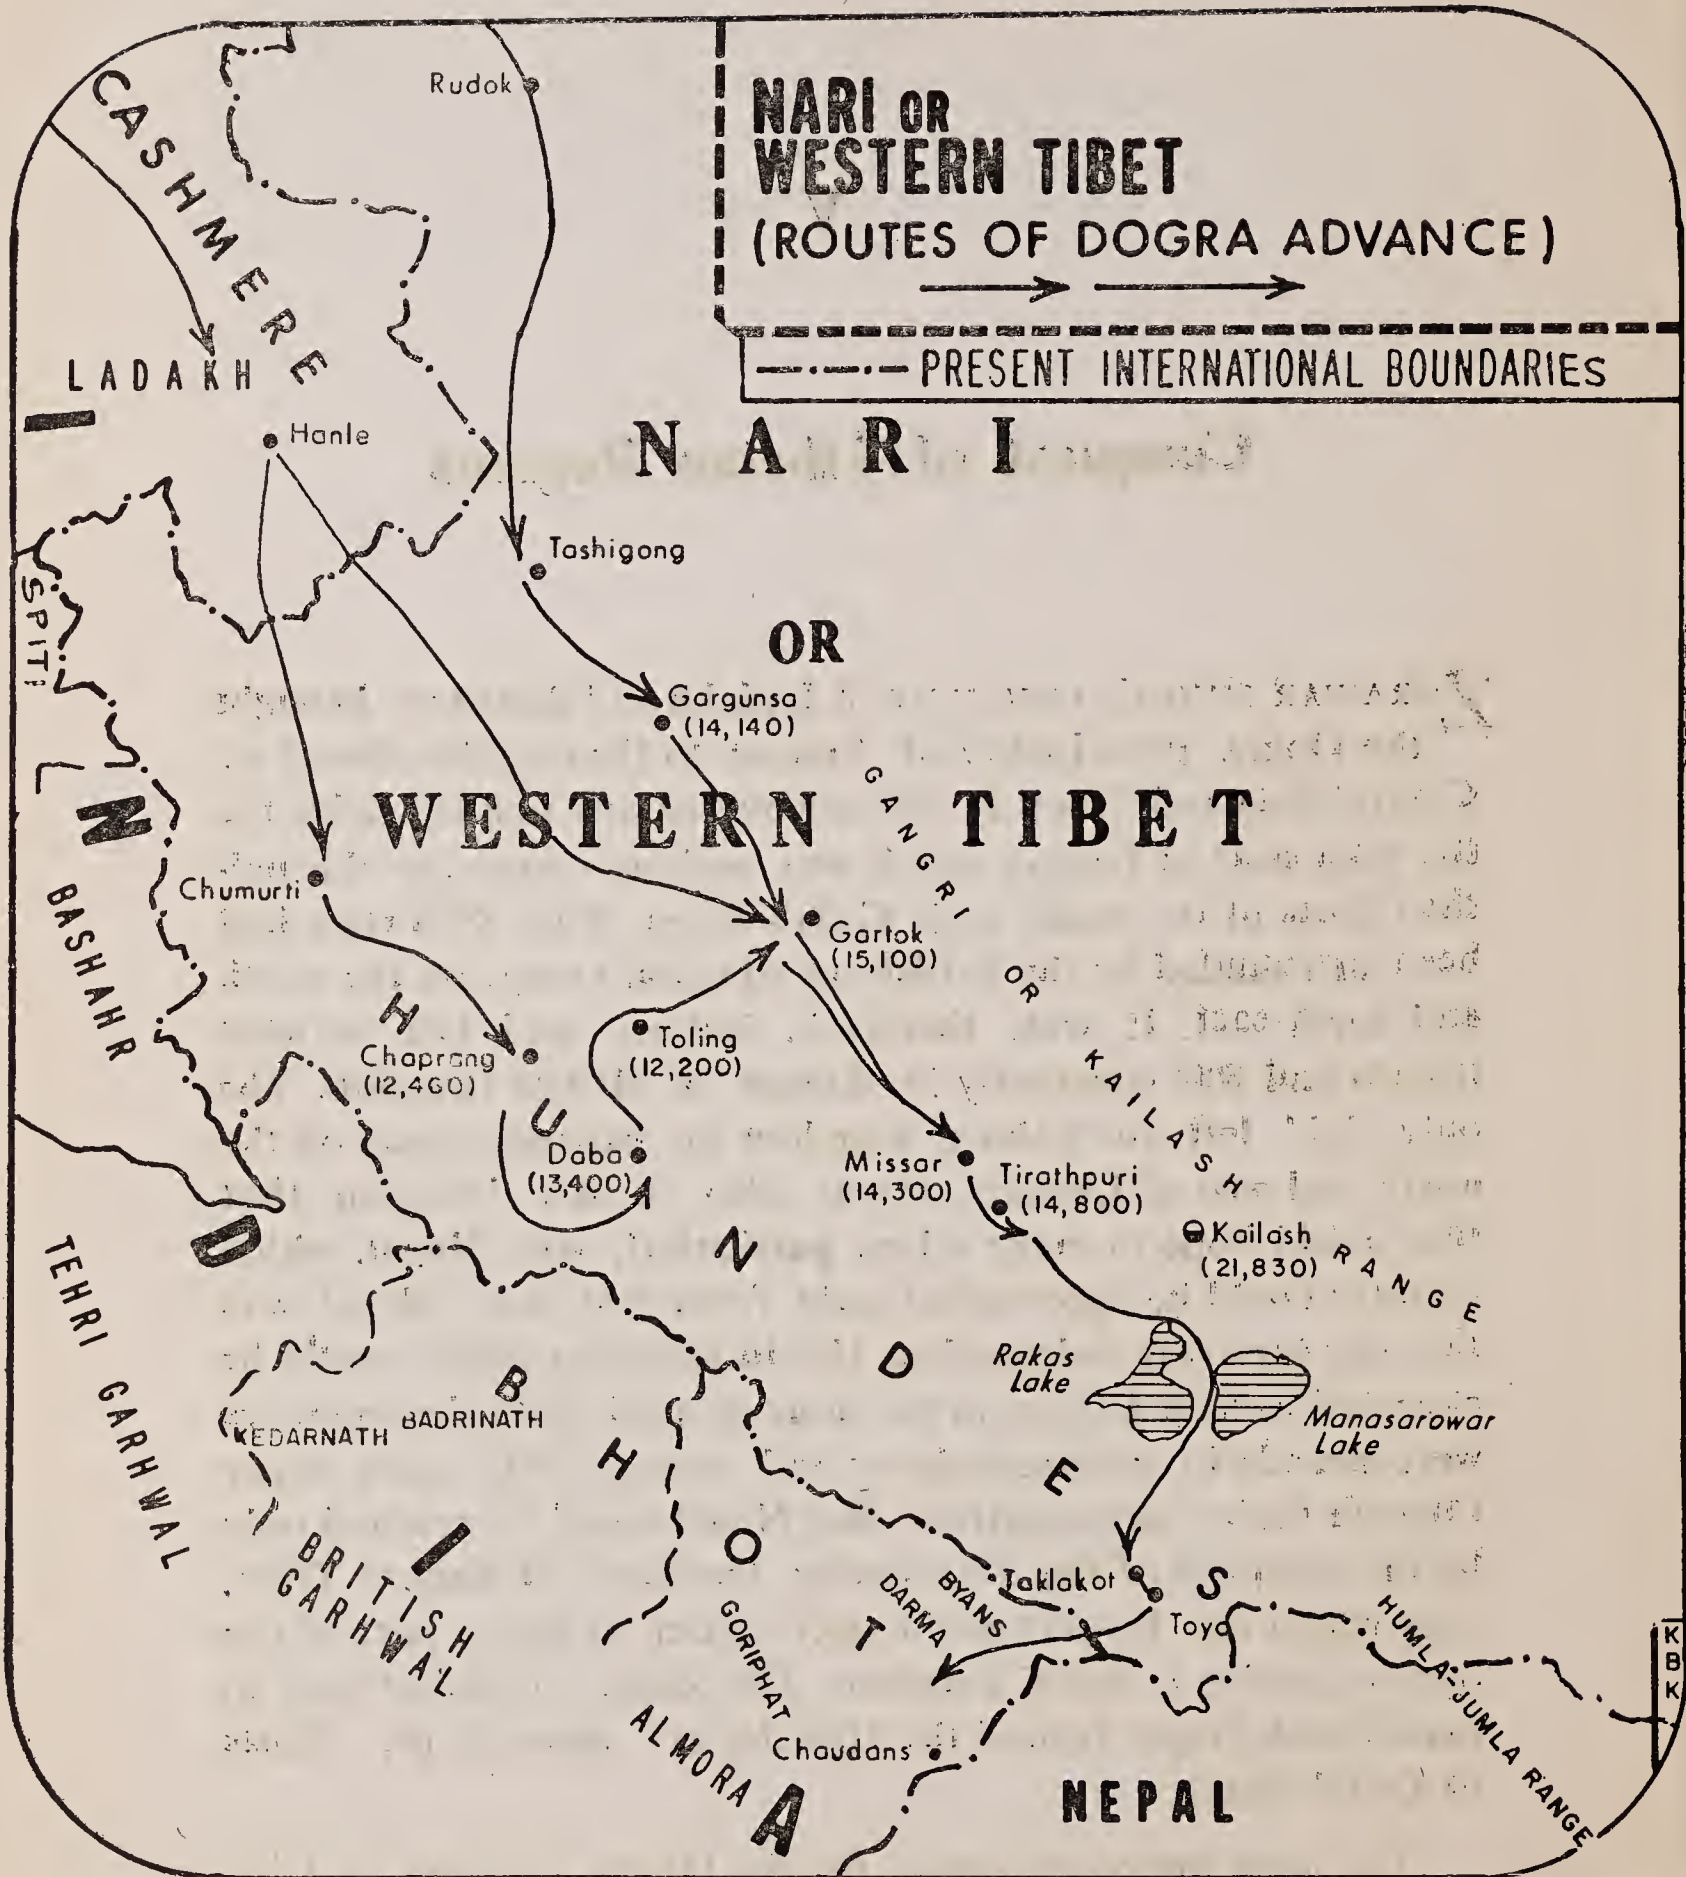 NARI OR
WESTERN TIBET
(ROUTES OF DOGRA ADVANCE)
PRESENT INTERNATIONAL BOUNDARIES
CASHMERE
Rudok
LADAKH
Hanle
NARI
Tashigong
OR
SPITI
Gargunsa
(14,140)
WESTERN TIBET
GANGRI OR KAILASH RANGE
Chumurti
BASHAHR
Gartok
(15,100)
Chaprang
(12,460)
Toling
(12,200)
Daba
(13,400)
Missar
(14,300)
Tirathpuri
(14,800)
Kailash
(21,830)
HUNDES
INDIA
TEHRI GARHWAL
Rakas
Lake
Manasarowar
Lake
KEDARNATH
BADRINATH
BHOT
BRITISH
GARHWAL
GORIPHAT
DARMA
BYANS
Taklakot
Toyo
HUMLA-JUMLA RANGE
KBK
ALMORA
Chaudans
NEPAL